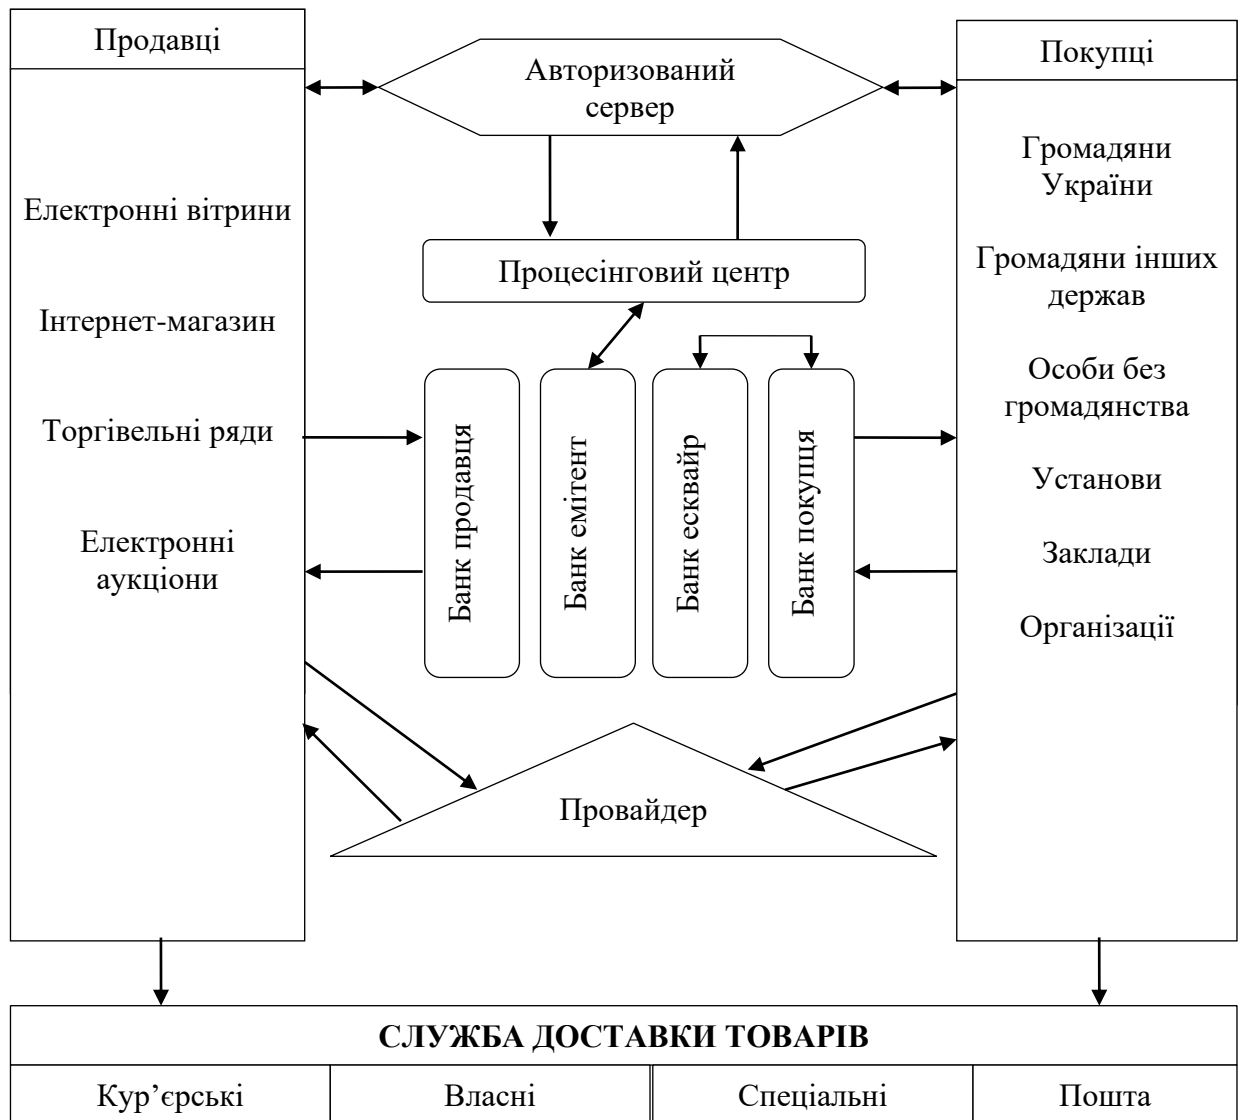 Продавці
Електронні вітрини
Інтернет-магазин
Торгівельні ряди
Електронні
аукціони
Авторизований
сервер
Процесінговий центр
Банк продавця
Банк емітент
Банк есквайр
Банк покупця
Провайдер
Покупці
Громадяни
України
Громадяни інших
держав
Особи без
громадянства
Установи
Заклади
Організації
СЛУЖБА ДОСТАВКИ ТОВАРІВ
Кур’єрські
Власні
Спеціальні
Пошта